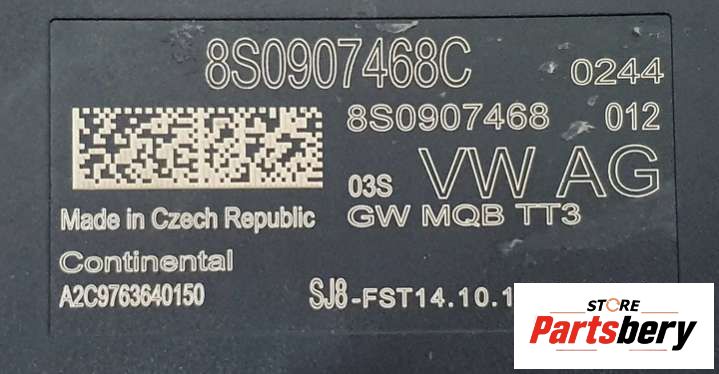 8S0907468C 0244
8S0907468 012
03S VW AG
Made in Czech Republic GW MQB TT3
Continental
A2C9763640150 SJ8-FST14.10.1
STORE
Partsbery